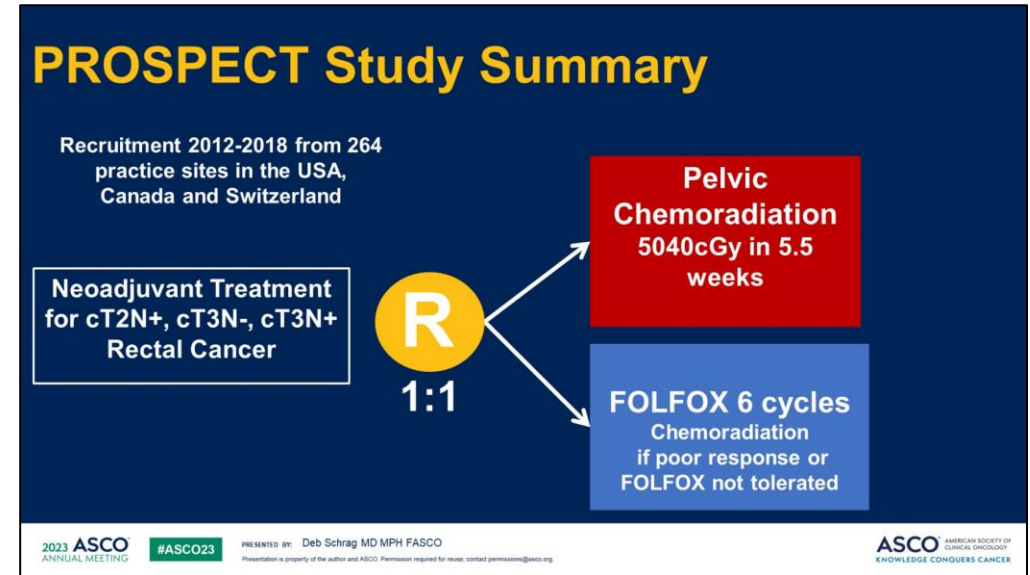 PROSPECT Study Summary
Recruitment 2012-2018 from 264
practice sites in the USA,
Canada and Switzerland
Neoadjuvant Treatment
for cT2N+, cT3N-, cT3N+
Rectal Cancer
R
1:1
Pelvic
Chemoradiation
5040cGy in 5.5
weeks
FOLFOX 6 cycles
Chemoradiation
if poor response or
FOLFOX not tolerated
2023 ASCO
ANNUAL MEETING
#ASCO23
PRESENTED BY: Deb Schrag MD MPH FASCO
Presentation is property of the author and ASCO. Permission required for reuse; contact permissions@asco.org.
ASCO AMERICAN SOCIETY OF
CLINICAL ONCOLOGY
KNOWLEDGE CONQUERS CANCER